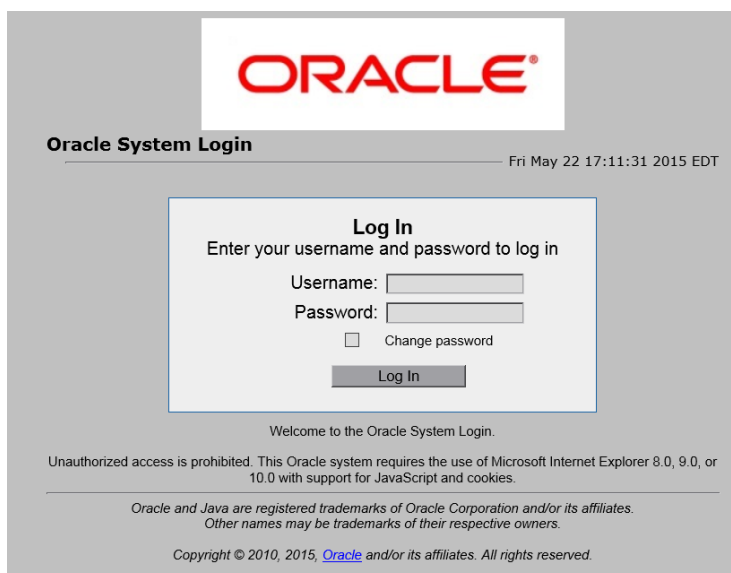 ORACLE®
Oracle System Login
Fri May 22 17:11:31 2015 EDT
Log In
Enter your username and password to log in
Username:
Password:
Change password
Log In
Welcome to the Oracle System Login.
Unauthorized access is prohibited. This Oracle system requires the use of Microsoft Internet Explorer 8.0, 9.0, or
10.0 with support for JavaScript and cookies.
Oracle and Java are registered trademarks of Oracle Corporation and/or its affiliates.
Other names may be trademarks of their respective owners.
Copyright © 2010, 2015, Oracle and/or its affiliates. All rights reserved.